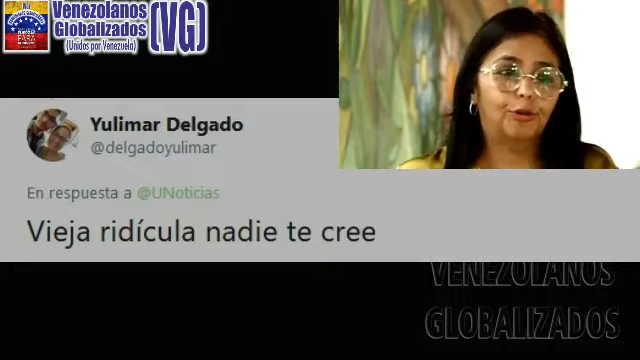 Venezolanos
Globalizados
(Unidos por Venezuela)
(VG)
Yulimar Delgado
@delgadoyulimar
En respuesta a @UNoticias
Vieja ridícula nadie te cree
VENEZOLANOS
GLOBALIZADOS